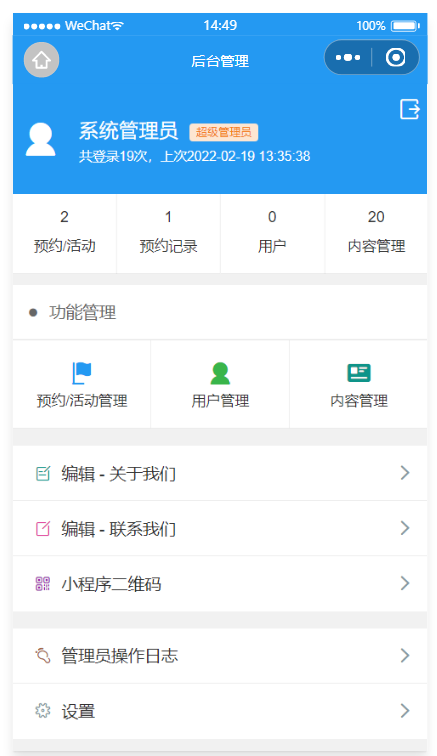 WeChat 14:49 100%
后台管理
系统管理员 超级管理员
共登录19次，上次2022-02-19 13:35:38
2 1 0 20
预约/活动 预约记录 用户 内容管理
功能管理
预约/活动管理 用户管理 内容管理
编辑 - 关于我们
编辑 - 联系我们
小程序二维码
管理员操作日志
设置